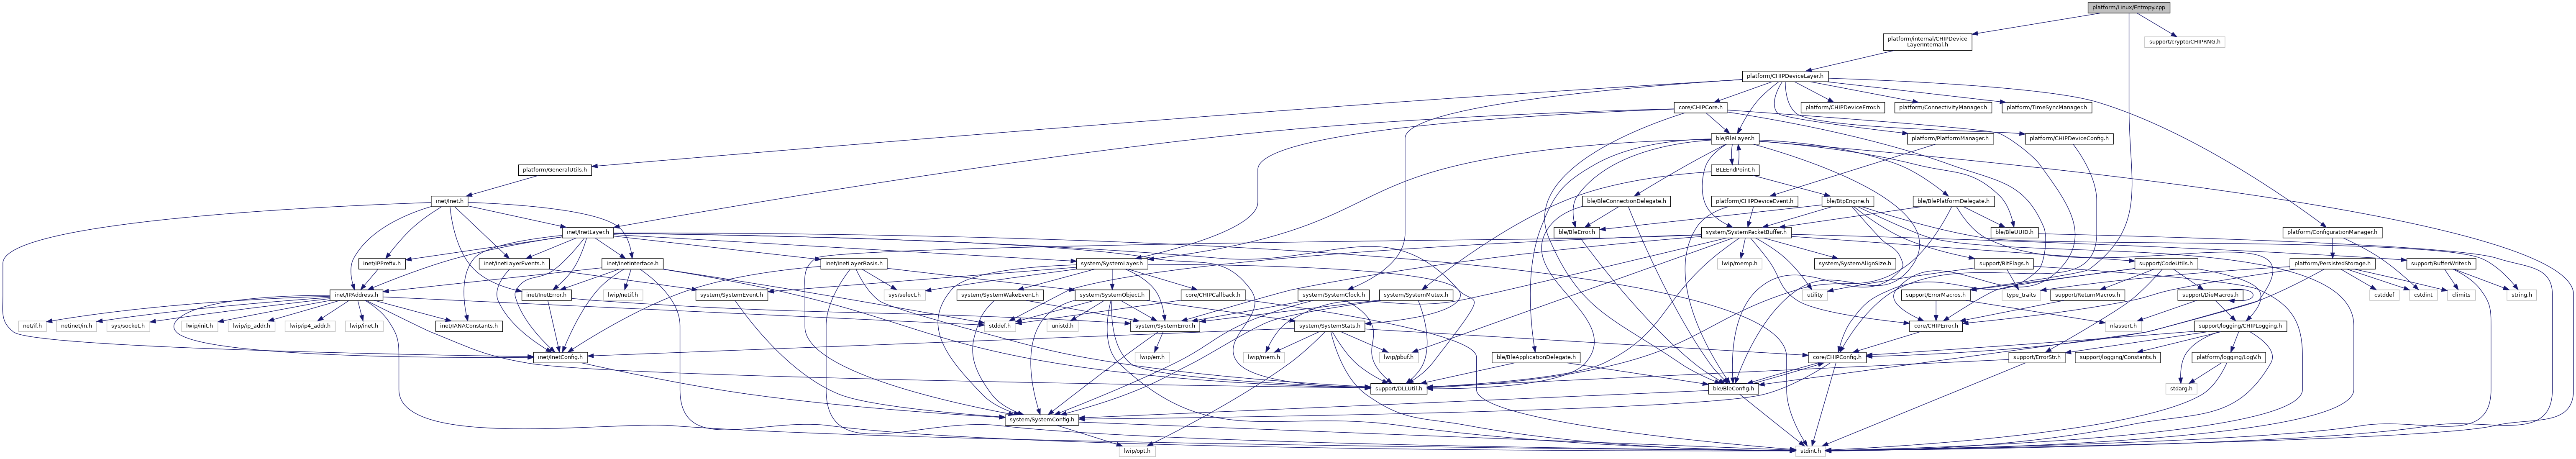 platform/Linux/Entropy.cpp
platform/internal/CHIPDevice
LayerInternal.h
support/crypto/CHIPRNG.h
platform/CHIPDeviceLayer.h
core/CHIPCore.h
platform/CHIPDeviceError.h
platform/ConnectivityManager.h
platform/TimeSyncManager.h
ble/BleLayer.h
platform/PlatformManager.h
platform/CHIPDeviceConfig.h
platform/GeneralUtils.h
BLEEndPoint.h
inet/Inet.h
ble/BleConnectionDelegate.h
platform/CHIPDeviceEvent.h
ble/BtpEngine.h
ble/BlePlatformDelegate.h
inet/InetLayer.h
ble/BleError.h
system/SystemPacketBuffer.h
ble/BleUUID.h
platform/ConfigurationManager.h
inet/IPPrefix.h
inet/InetLayerEvents.h
inet/InetInterface.h
inet/InetLayerBasis.h
system/SystemLayer.h
lwip/memp.h
system/SystemAlignSize.h
support/BitFlags.h
support/CodeUtils.h
platform/PersistedStorage.h
support/BufferWriter.h
inet/IPAddress.h
inet/InetError.h
lwip/netif.h
system/SystemEvent.h
sys/select.h
system/SystemWakeEvent.h
system/SystemObject.h
core/CHIPCallback.h
system/SystemClock.h
system/SystemMutex.h
utility
support/ErrorMacros.h
type_traits
support/ReturnMacros.h
support/DieMacros.h
cstddef
cstdint
climits
string.h
net/if.h
netinet/in.h
sys/socket.h
lwip/init.h
lwip/ip_addr.h
lwip/ip4_addr.h
lwip/inet.h
inet/IANAConstants.h
stddef.h
unistd.h
system/SystemError.h
system/SystemStats.h
core/CHIPError.h
nlassert.h
support/logging/CHIPLogging.h
inet/InetConfig.h
lwip/err.h
lwip/mem.h
lwip/pbuf.h
ble/BleApplicationDelegate.h
core/CHIPConfig.h
support/ErrorStr.h
support/logging/Constants.h
platform/logging/LogV.h
support/DLLUtil.h
ble/BleConfig.h
stdarg.h
system/SystemConfig.h
lwip/opt.h
stdint.h